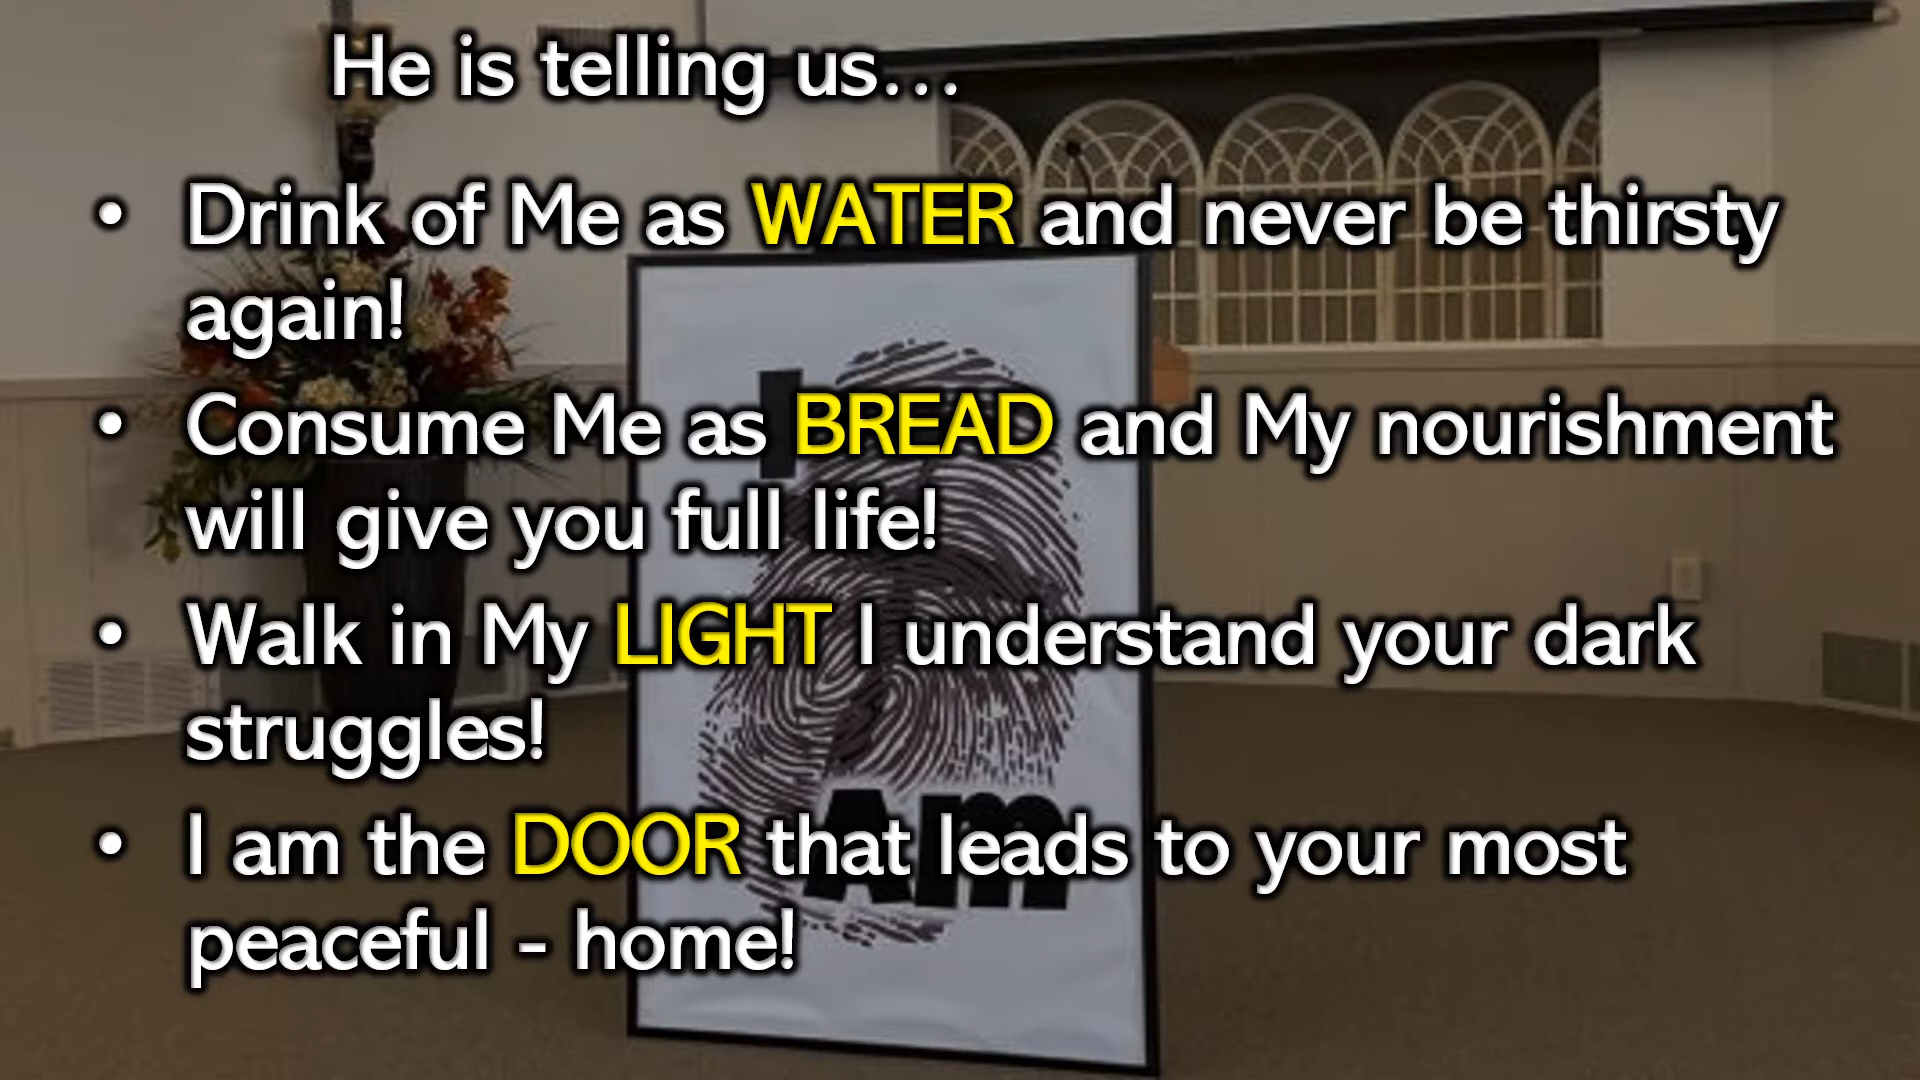 He is telling us...
• Drink of Me as WATER and never be thirsty
again!
• Consume Me as BREAD and My nourishment
will give you full life!
• Walk in My LIGHT I understand your dark
struggles!
• I am the DOOR that leads to your most
peaceful - home!
I
Am